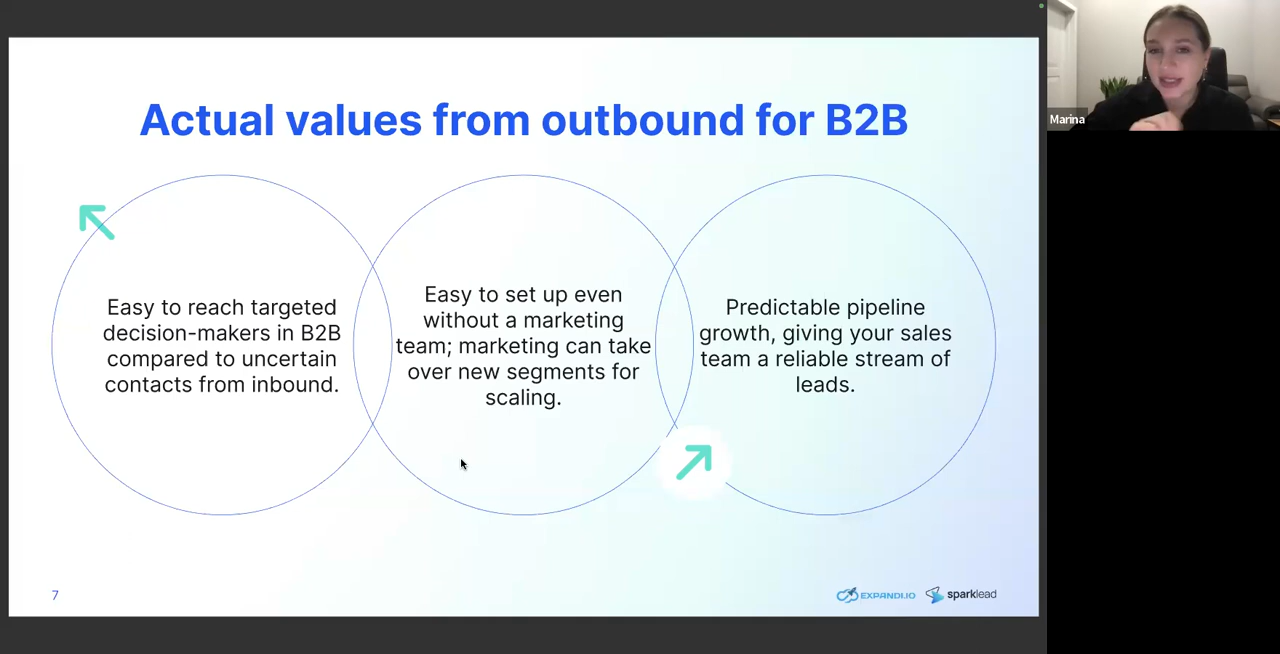 Actual values from outbound for B2B
Easy to reach targeted
decision-makers in B2B
compared to uncertain
contacts from inbound.
Easy to set up even
without a marketing
team; marketing can take
over new segments for
scaling.
Predictable pipeline
growth, giving your sales
team a reliable stream of
leads.
7
EXPANDI.IO
sparklead
Marina